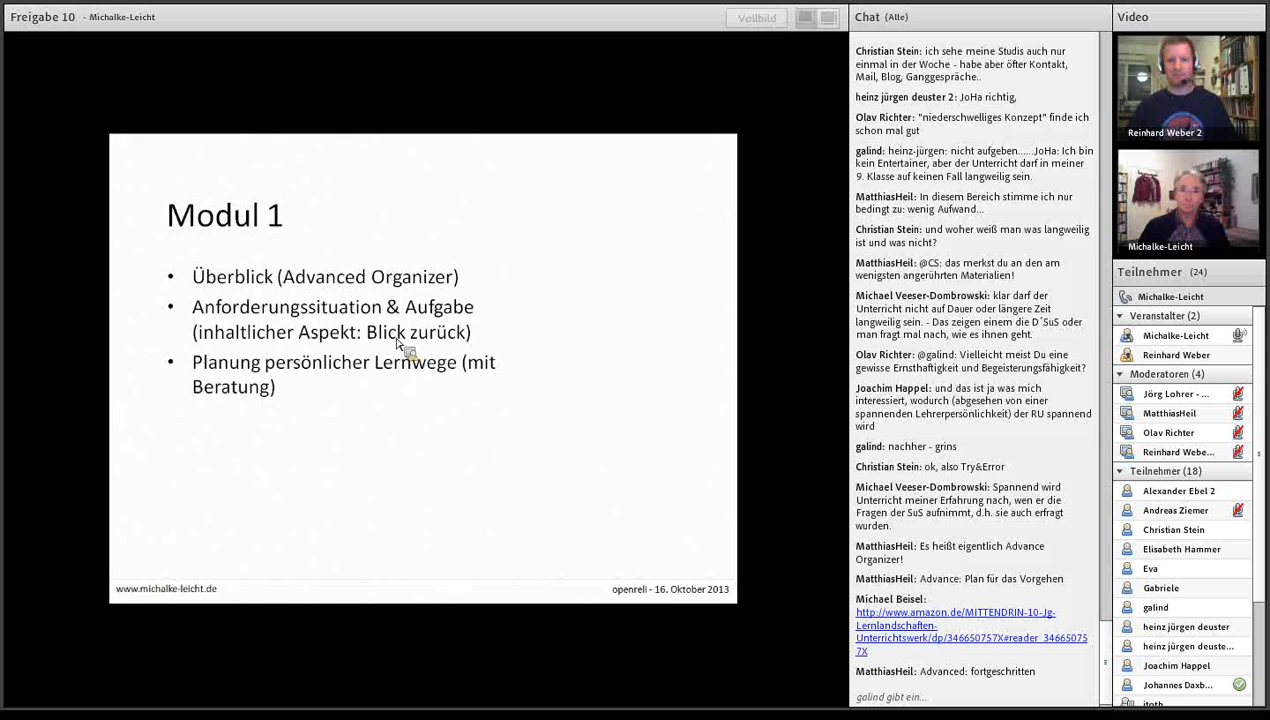 Freigabe 10 - Michalke-Leicht
Vollbild
Modul 1
• Überblick (Advanced Organizer)
• Anforderungssituation & Aufgabe
(inhaltlicher Aspekt: Blick zurück)
• Planung persönlicher Lernwege (mit
Beratung)
www.michalke-leicht.de
openreli - 16. Oktober 2013
Chat (Alle)
Christian Stein: ich sehe meine Studis auch nur
einmal in der Woche - habe aber öfter Kontakt,
Mail, Blog, Ganggespräche..
heinz jürgen deuster 2: JoHa richtig,
Olav Richter: "niederschwelliges Konzept" finde ich
schon mal gut
galind: heinz-jürgen: nicht aufgeben......JoHa: Ich bin
kein Entertainer, aber der Unterricht darf in meiner
9. Klasse auf keinen Fall langweilig sein.
MatthiasHeil: In diesem Bereich stimme ich nur
bedingt zu: wenig Aufwand...
Christian Stein: und woher weiß man was langweilig
ist und was nicht?
MatthiasHeil: @CS: das merkst du an den am
wenigsten angerührten Materialien!
Michael Veeser-Dombrowski: klar darf der
Unterricht nicht auf Dauer oder längere Zeit
langweilig sein. - Das zeigen einem die D´SuS oder
man fragt mal nach, wie es ihnen geht.
Olav Richter: @galind: Vielleicht meist Du eine
gewisse Ernsthaftigkeit und Begeisterungsfähigkeit?
Joachim Happel: und das ist ja was mich
interessiert, wodurch (abgesehen von einer
spannenden Lehrerpersönlichkeit) der RU spannend
wird
galind: nachher - grins
Christian Stein: ok, also Try&Error
Michael Veeser-Dombrowski: Spannend wird
Unterricht meiner Erfahrung nach, wen er die
Fragen der SuS aufnimmt, d.h. sie auch erfragt
wurden.
MatthiasHeil: Es heißt eigentlich Advance
Organizer!
MatthiasHeil: Advance: Plan für das Vorgehen
Michael Beisel:
http://www.amazon.de/MITTENDRIN-10-Jg-
Lernlandschaften-
Unterrichtswerk/dp/346650757X#reader_34665075
7X
MatthiasHeil: Advanced: fortgeschritten
galind gibt ein...
Video
Reinhard Weber 2
Michalke-Leicht
Teilnehmer (24)
Michalke-Leicht
Veranstalter (2)
Michalke-Leicht
Reinhard Weber
Moderatoren (4)
Jörg Lohrer - ...
MatthiasHeil
Olav Richter
Reinhard Webe...
Teilnehmer (18)
Alexander Ebel 2
Andreas Ziemer
Christian Stein
Elisabeth Hammer
Eva
Gabriele
galind
heinz jürgen deuster
heinz jürgen deuste...
Joachim Happel
Johannes Daxb...
itoth